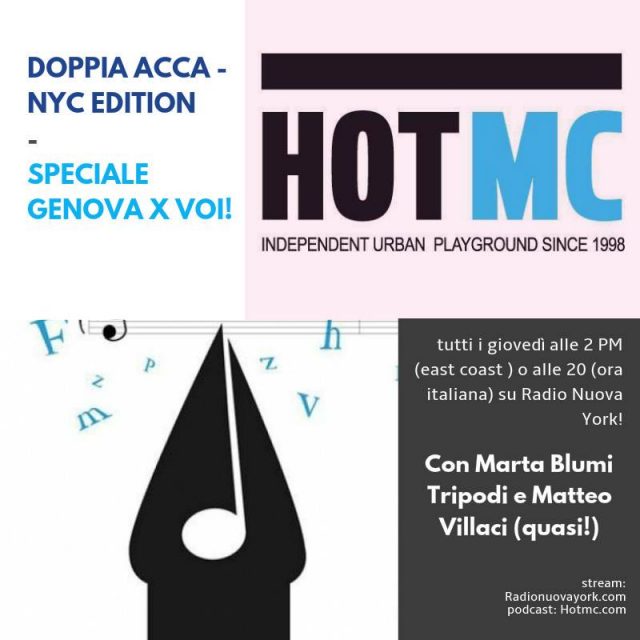 DOPPIA ACCA -
NYC EDITION
-
SPECIALE
GENOVA X VOI!
HOTMC
INDEPENDENT URBAN PLAYGROUND SINCE 1998
F
h
z
p
z
m
v
tutti i giovedì alle 2 PM
(east coast ) o alle 20 (ora
italiana) su Radio Nuova
York!
Con Marta Blumi
Tripodi e Matteo
Villaci (quasi!)
stream:
Radionuovayork.com
podcast: Hotmc.com